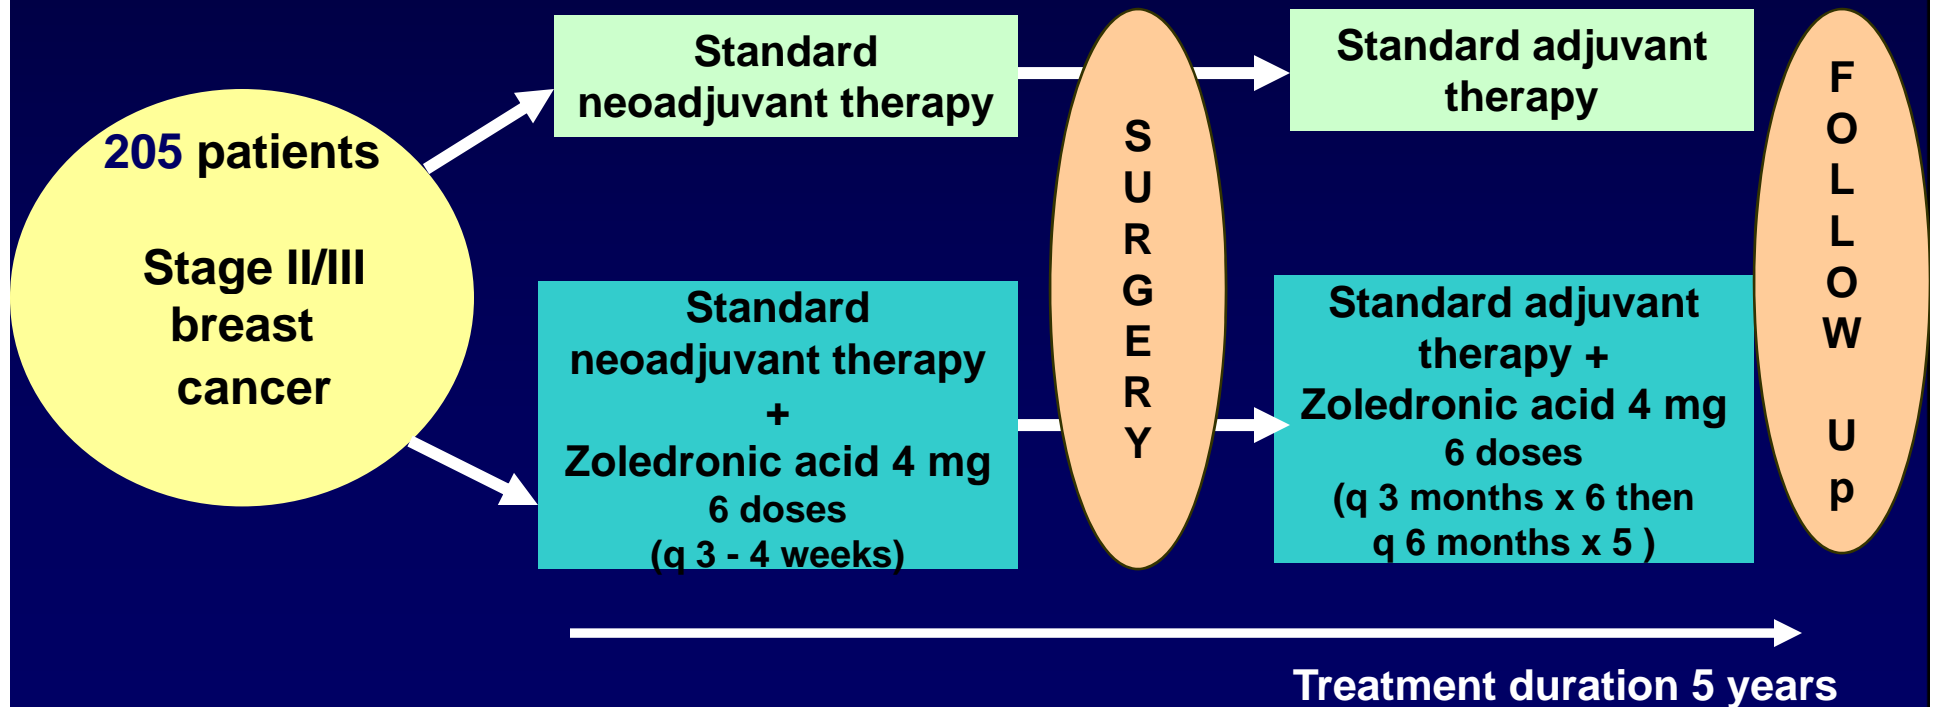 205 patients
Stage II/III
breast
cancer
Standard
neoadjuvant therapy
Standard
neoadjuvant therapy
+
Zoledronic acid 4 mg
6 doses
(q 3 - 4 weeks)
S
U
R
G
E
R
Y
Standard adjuvant
therapy
Standard adjuvant
therapy +
Zoledronic acid 4 mg
6 doses
(q 3 months x 6 then
q 6 months x 5 )
F
O
L
L
O
W
U
p
Treatment duration 5 years